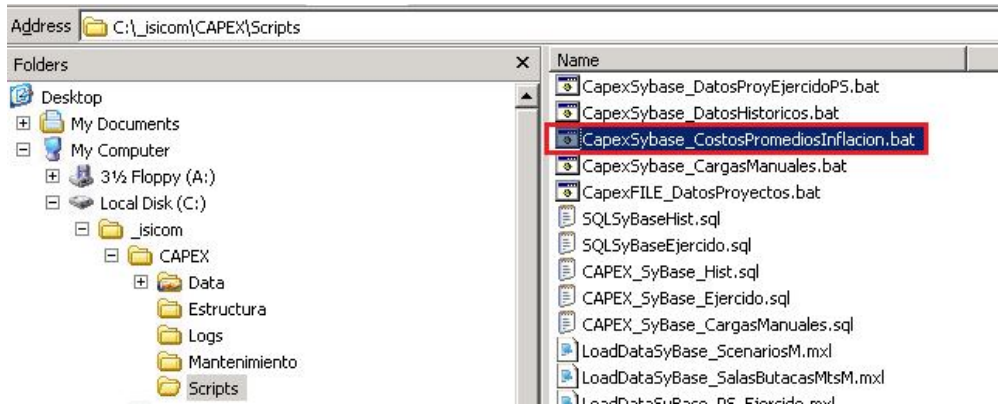 Address C:\_isicom\CAPEX\Scripts
Folders
Desktop
My Documents
My Computer
3½ Floppy (A:)
Local Disk (C:)
_isicom
CAPEX
Data
Estructura
Logs
Mantenimiento
Scripts
Name
CapexSybase_DatosProyEjercidoPS.bat
CapexSybase_DatosHistoricos.bat
CapexSybase_CostosPromediosInflacion.bat
CapexSybase_CargasManuales.bat
CapexFILE_DatosProyectos.bat
SQLSyBaseHist.sql
SQLSyBaseEjercido.sql
CAPEX_SyBase_Hist.sql
CAPEX_SyBase_Ejercido.sql
CAPEX_SyBase_CargasManuales.sql
LoadDataSyBase_ScenariosM.mxl
LoadDataSyBase_SalasButacasMtsM.mxl
LoadDataSyBase_PS_Ejercido.mxl